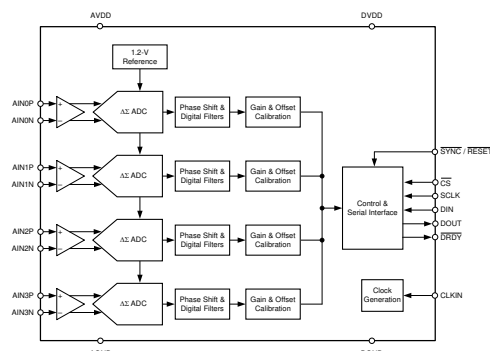 AVDD
DVDD
1.2-V
Reference
AIN0P
+
AIN0N
−
ΔΣ ADC
Phase Shift &
Digital Filters
Gain & Offset
Calibration
AIN1P
+
AIN1N
−
ΔΣ ADC
Phase Shift &
Digital Filters
Gain & Offset
Calibration
AIN2P
+
AIN2N
−
ΔΣ ADC
Phase Shift &
Digital Filters
Gain & Offset
Calibration
AIN3P
+
AIN3N
−
ΔΣ ADC
Phase Shift &
Digital Filters
Gain & Offset
Calibration
Control &
Serial Interface
SYNC / RESET
CS
SCLK
DIN
DOUT
DRDY
Clock
Generation
CLKIN